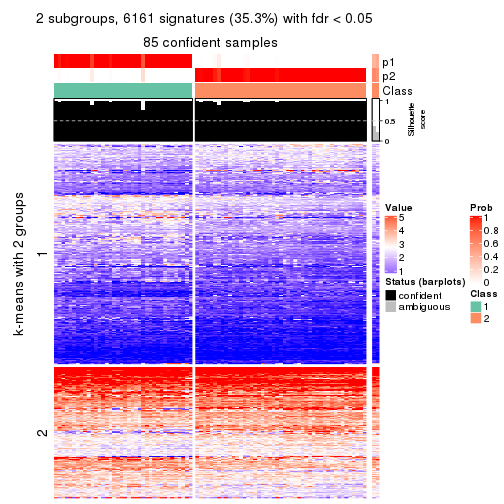 2 subgroups, 6161 signatures (35.3%) with fdr < 0.05
85 confident samples
p1
p2
Class
1
0.5
0
Silhouette
score
k-means with 2 groups
1
2
Value
5
4
3
2
1
Status (barplots)
confident
ambiguous
Prob
1
0.8
0.6
0.4
0.2
0
Class
1
2